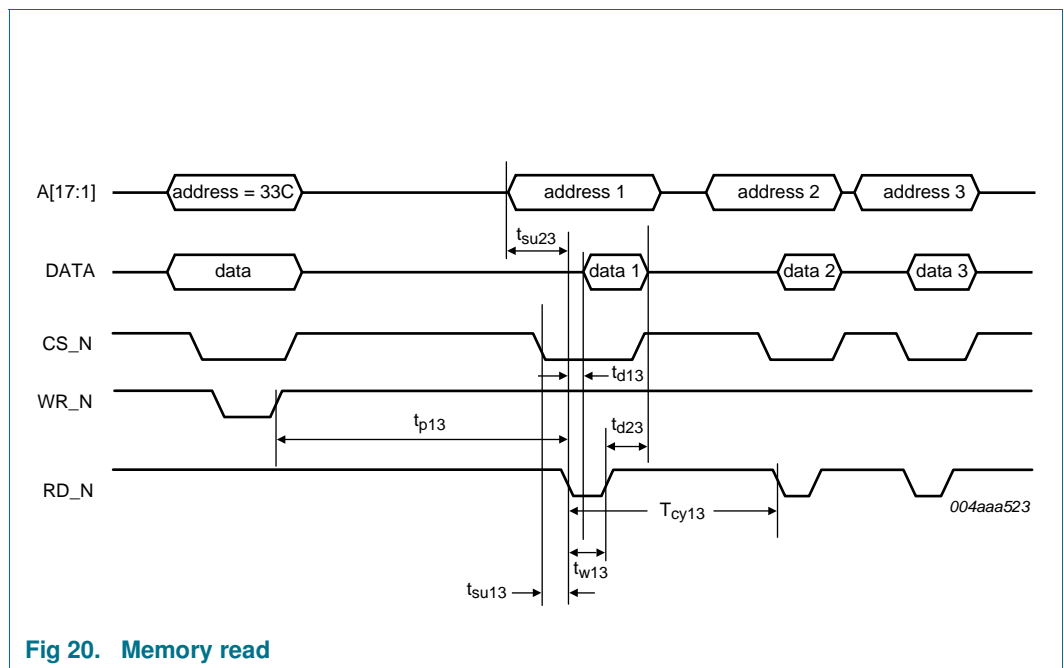 A[17:1]
address = 33C
address 1
address 2
address 3
tsu23
DATA
data
data 1
data 2
data 3
CS_N
td13
WR_N
tp13
td23
RD_N
004aaa523
Tcy13
tw13
tsu13
Fig 20. Memory read